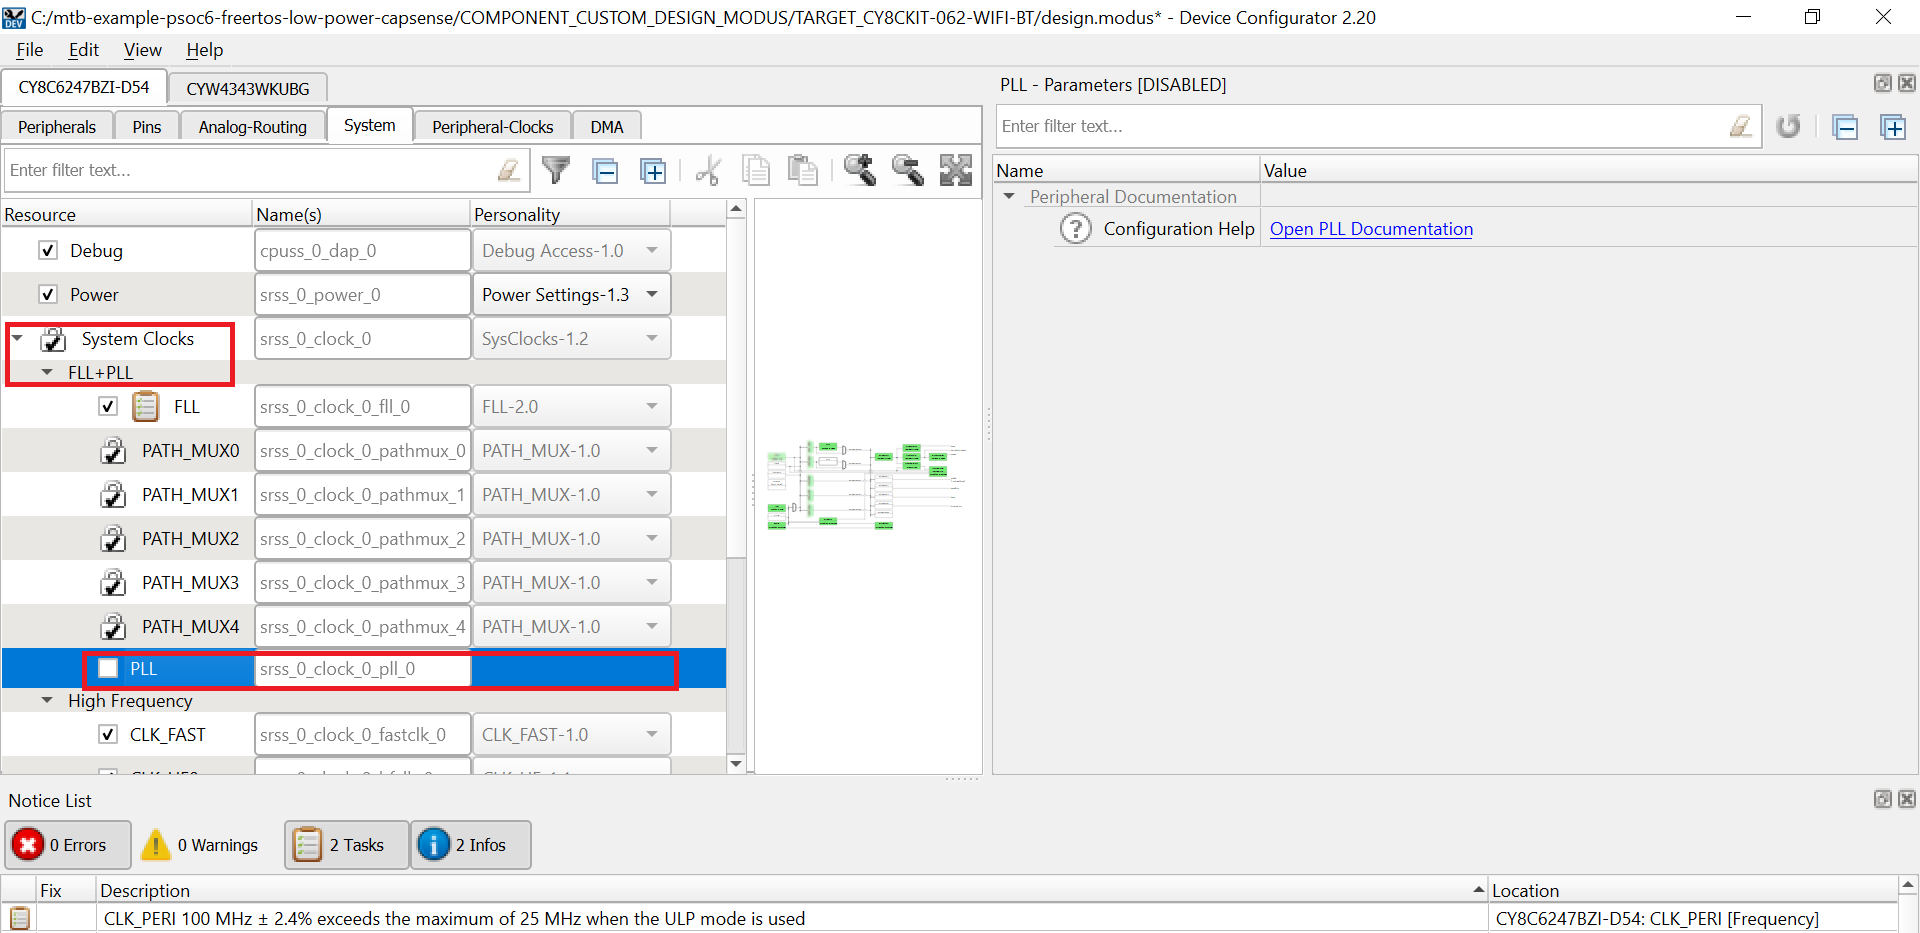 C:/mtb-example-psoc6-freertos-low-power-capsense/COMPONENT_CUSTOM_DESIGN_MODUS/TARGET_CY8CKIT-062-WIFI-BT/design.modus* - Device Configurator 2.20
File Edit View Help
CY8C6247BZI-D54 CYW4343WKUBG
Peripherals Pins Analog-Routing System Peripheral-Clocks DMA
Enter filter text...
Resource Name(s) Personality
Debug cpuss_0_dap_0 Debug Access-1.0
Power srss_0_power_0 Power Settings-1.3
System Clocks srss_0_clock_0 SysClocks-1.2
FLL+PLL
FLL srss_0_clock_0_fll_0 FLL-2.0
PATH_MUX0 srss_0_clock_0_pathmux_0 PATH_MUX-1.0
PATH_MUX1 srss_0_clock_0_pathmux_1 PATH_MUX-1.0
PATH_MUX2 srss_0_clock_0_pathmux_2 PATH_MUX-1.0
PATH_MUX3 srss_0_clock_0_pathmux_3 PATH_MUX-1.0
PATH_MUX4 srss_0_clock_0_pathmux_4 PATH_MUX-1.0
PLL srss_0_clock_0_pll_0
High Frequency
CLK_FAST srss_0_clock_0_fastclk_0 CLK_FAST-1.0
PLL - Parameters [DISABLED]
Enter filter text...
Name Value
Peripheral Documentation
? Configuration Help Open PLL Documentation
Notice List
0 Errors 0 Warnings 2 Tasks 2 Infos
Fix Description Location
CLK_PERI 100 MHz ± 2.4% exceeds the maximum of 25 MHz when the ULP mode is used CY8C6247BZI-D54: CLK_PERI [Frequency]